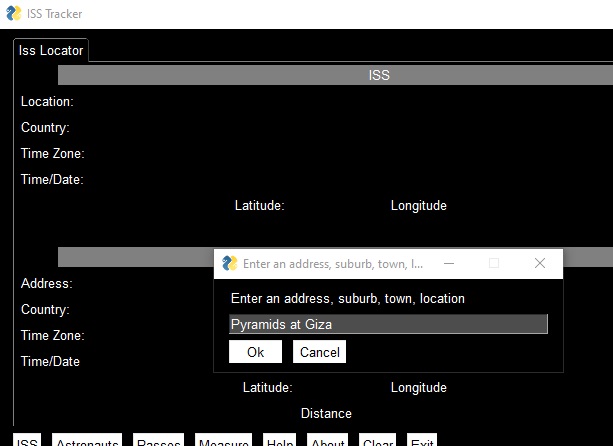 ISS Tracker
Iss Locator
ISS
Location:
Country:
Time Zone:
Time/Date:
Latitude: Longitude
Enter an address, suburb, town, l...
Enter an address, suburb, town, location
Pyramids at Giza
Ok Cancel
Address:
Country:
Time Zone:
Time/Date
Latitude: Longitude
Distance
ISS Astronauts Passes Measure Help About Clear Exit